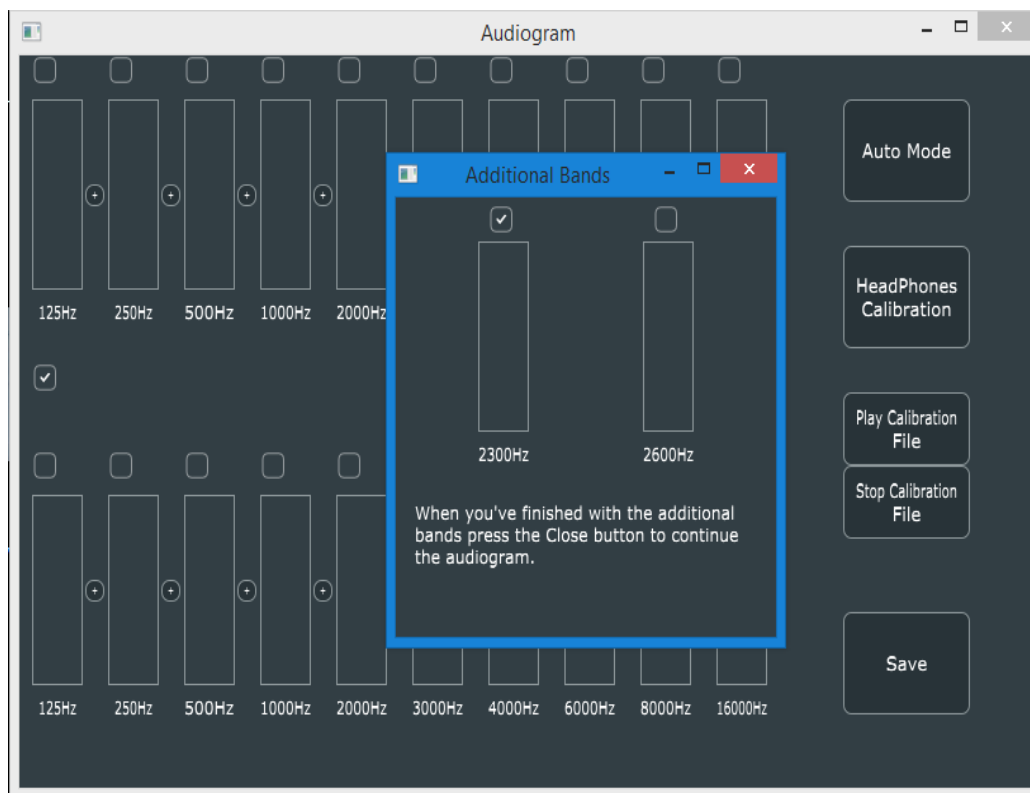 Audiogram
Auto Mode
Additional Bands
+ + + +
125Hz 250Hz 500Hz 1000Hz 2000Hz
HeadPhones
Calibration
2300Hz 2600Hz
Play Calibration
File
Stop Calibration
File
When you've finished with the additional
bands press the Close button to continue
the audiogram.
+ + + +
Save
125Hz 250Hz 500Hz 1000Hz 2000Hz 3000Hz 4000Hz 6000Hz 8000Hz 16000Hz